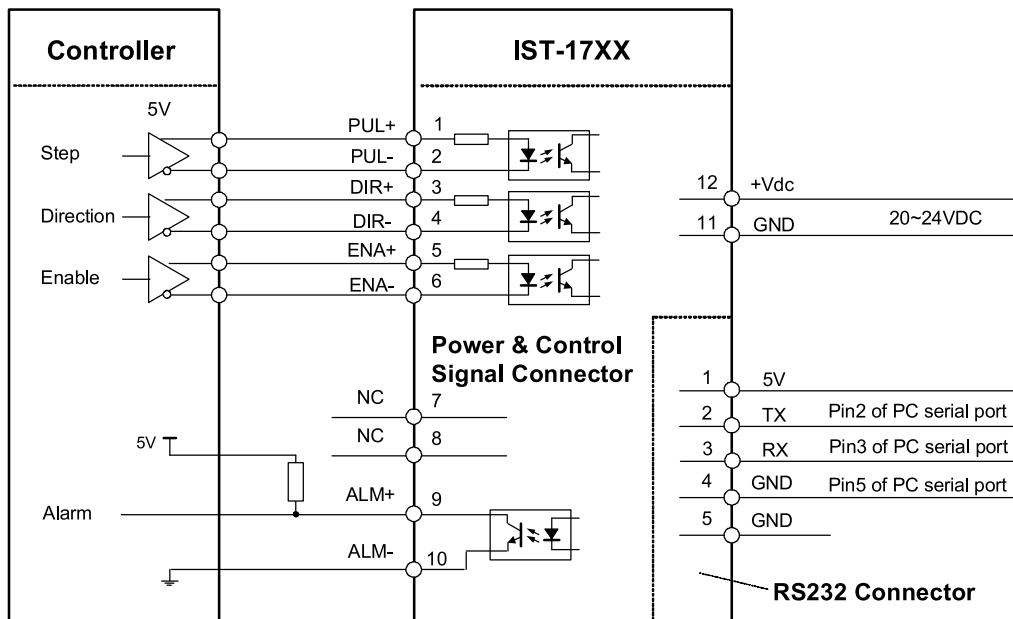 Controller
IST-17XX
5V
Step
PUL+
1
PUL-
2
Direction
DIR+
3
DIR-
4
Enable
ENA+
5
ENA-
6
12
+Vdc
20~24VDC
11
GND
Power & Control
Signal Connector
NC
7
NC
8
5V
Alarm
ALM+
9
ALM-
10
1
5V
2
TX
Pin2 of PC serial port
3
RX
Pin3 of PC serial port
4
GND
Pin5 of PC serial port
5
GND
RS232 Connector